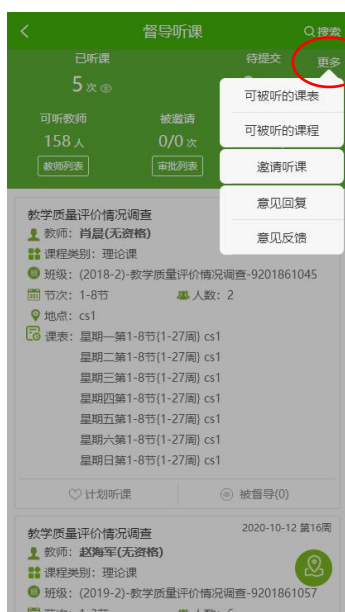 督导听课
搜索
已听课
待提交
更多
5次
可听教师
被邀请
158人
0/0次
教师列表
审批列表
可被听的课表
可被听的课程
邀请听课
意见回复
意见反馈
教学质量评价情况调查
教师：肖晨(无资格)
课程类别：理论课
班级：(2018-2)-教学质量评价情况调查-9201861045
节次：1-8节 人数：2
地点：cs1
课表：星期一第1-8节{1-27周} cs1
星期二第1-8节{1-27周} cs1
星期三第1-8节{1-27周} cs1
星期四第1-8节{1-27周} cs1
星期五第1-8节{1-27周} cs1
星期六第1-8节{1-27周} cs1
星期日第1-8节{1-27周} cs1
计划听课
被督导(0)
教学质量评价情况调查
2020-10-12 第16周
教师：赵海军(无资格)
课程类别：理论课
班级：(2019-2)-教学质量评价情况调查-9201861057